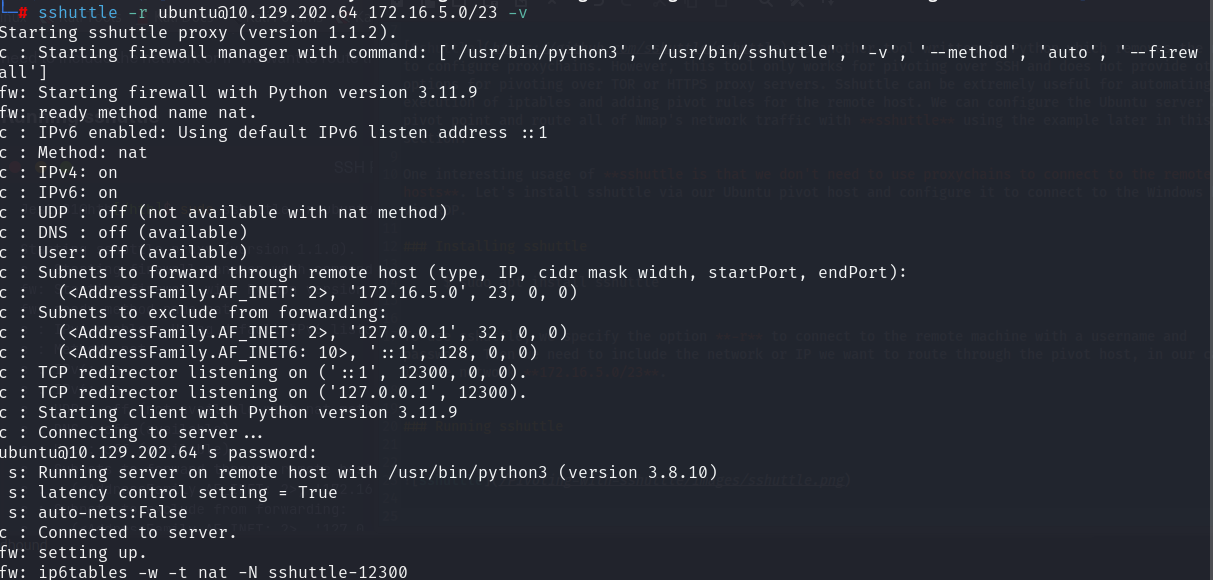 └─# sshuttle -r ubuntu@10.129.202.64 172.16.5.0/23 -v
Starting sshuttle proxy (version 1.1.2).
c : Starting firewall manager with command: ['/usr/bin/python3', '/usr/bin/sshuttle', '-v', '--method', 'auto', '--firew
all']
fw: Starting firewall with Python version 3.11.9
fw: ready method name nat.
c : IPv6 enabled: Using default IPv6 listen address ::1
c : Method: nat
c : IPv4: on
c : IPv6: on
c : UDP : off (not available with nat method)
c : DNS : off (available)
c : User: off (available)
c : Subnets to forward through remote host (type, IP, cidr mask width, startPort, endPort):
c :   (<AddressFamily.AF_INET: 2>, '172.16.5.0', 23, 0, 0)
c : Subnets to exclude from forwarding:
c :   (<AddressFamily.AF_INET: 2>, '127.0.0.1', 32, 0, 0)
c :   (<AddressFamily.AF_INET6: 10>, '::1', 128, 0, 0)
c : TCP redirector listening on ('::1', 12300, 0, 0).
c : TCP redirector listening on ('127.0.0.1', 12300).
c : Starting client with Python version 3.11.9
c : Connecting to server...
ubuntu@10.129.202.64's password:
 s: Running server on remote host with /usr/bin/python3 (version 3.8.10)
 s: latency control setting = True
 s: auto-nets:False
c : Connected to server.
fw: setting up.
fw: ip6tables -w -t nat -N sshuttle-12300